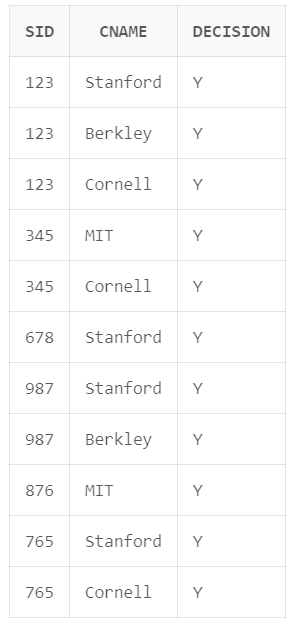 SID CNAME DECISION
123 Stanford Y
123 Berkley Y
123 Cornell Y
345 MIT Y
345 Cornell Y
678 Stanford Y
987 Stanford Y
987 Berkley Y
876 MIT Y
765 Stanford Y
765 Cornell Y